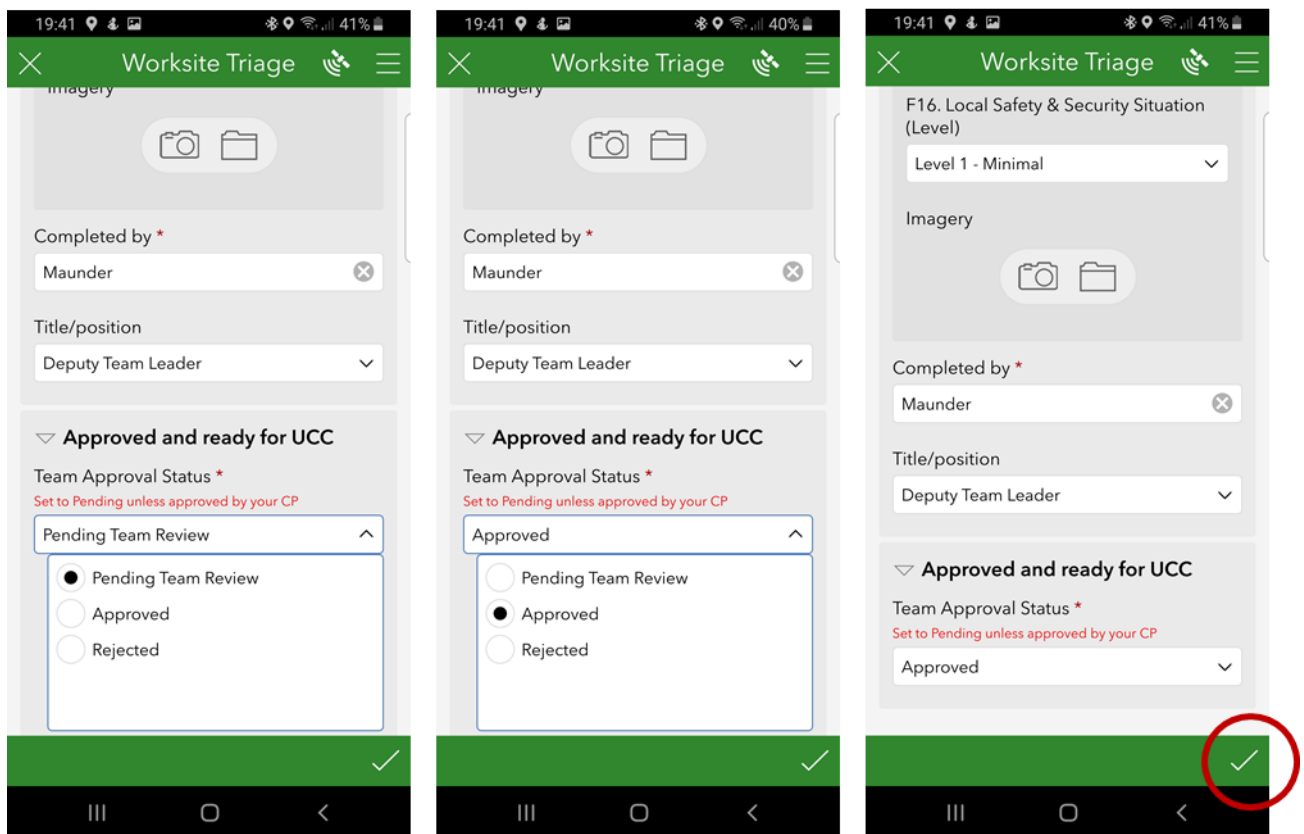 19:41 41%
Worksite Triage
Imagery
Completed by *
Maunder
Title/position
Deputy Team Leader
Approved and ready for UCC
Team Approval Status *
Set to Pending unless approved by your CP
Pending Team Review
Pending Team Review
Approved
Rejected
19:41 40%
Worksite Triage
Imagery
Completed by *
Maunder
Title/position
Deputy Team Leader
Approved and ready for UCC
Team Approval Status *
Set to Pending unless approved by your CP
Approved
Pending Team Review
Approved
Rejected
19:41 41%
Worksite Triage
F16. Local Safety & Security Situation
(Level)
Level 1 - Minimal
Imagery
Completed by *
Maunder
Title/position
Deputy Team Leader
Approved and ready for UCC
Team Approval Status *
Set to Pending unless approved by your CP
Approved